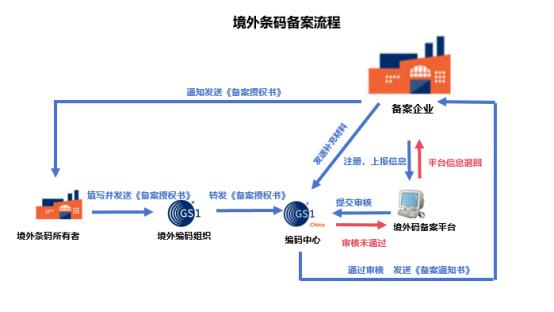 境外条码备案流程
通知发送《备案授权书》
备案企业
发送补充材料
注册，上报信息
平台信息退回
填写并发送《备案授权书》
转发《备案授权书》
提交审核
GS1
GS1
China
境外条码所有者
境外编码组织
编码中心
境外码备案平台
审核未通过
通过审核 发送《备案通知书》